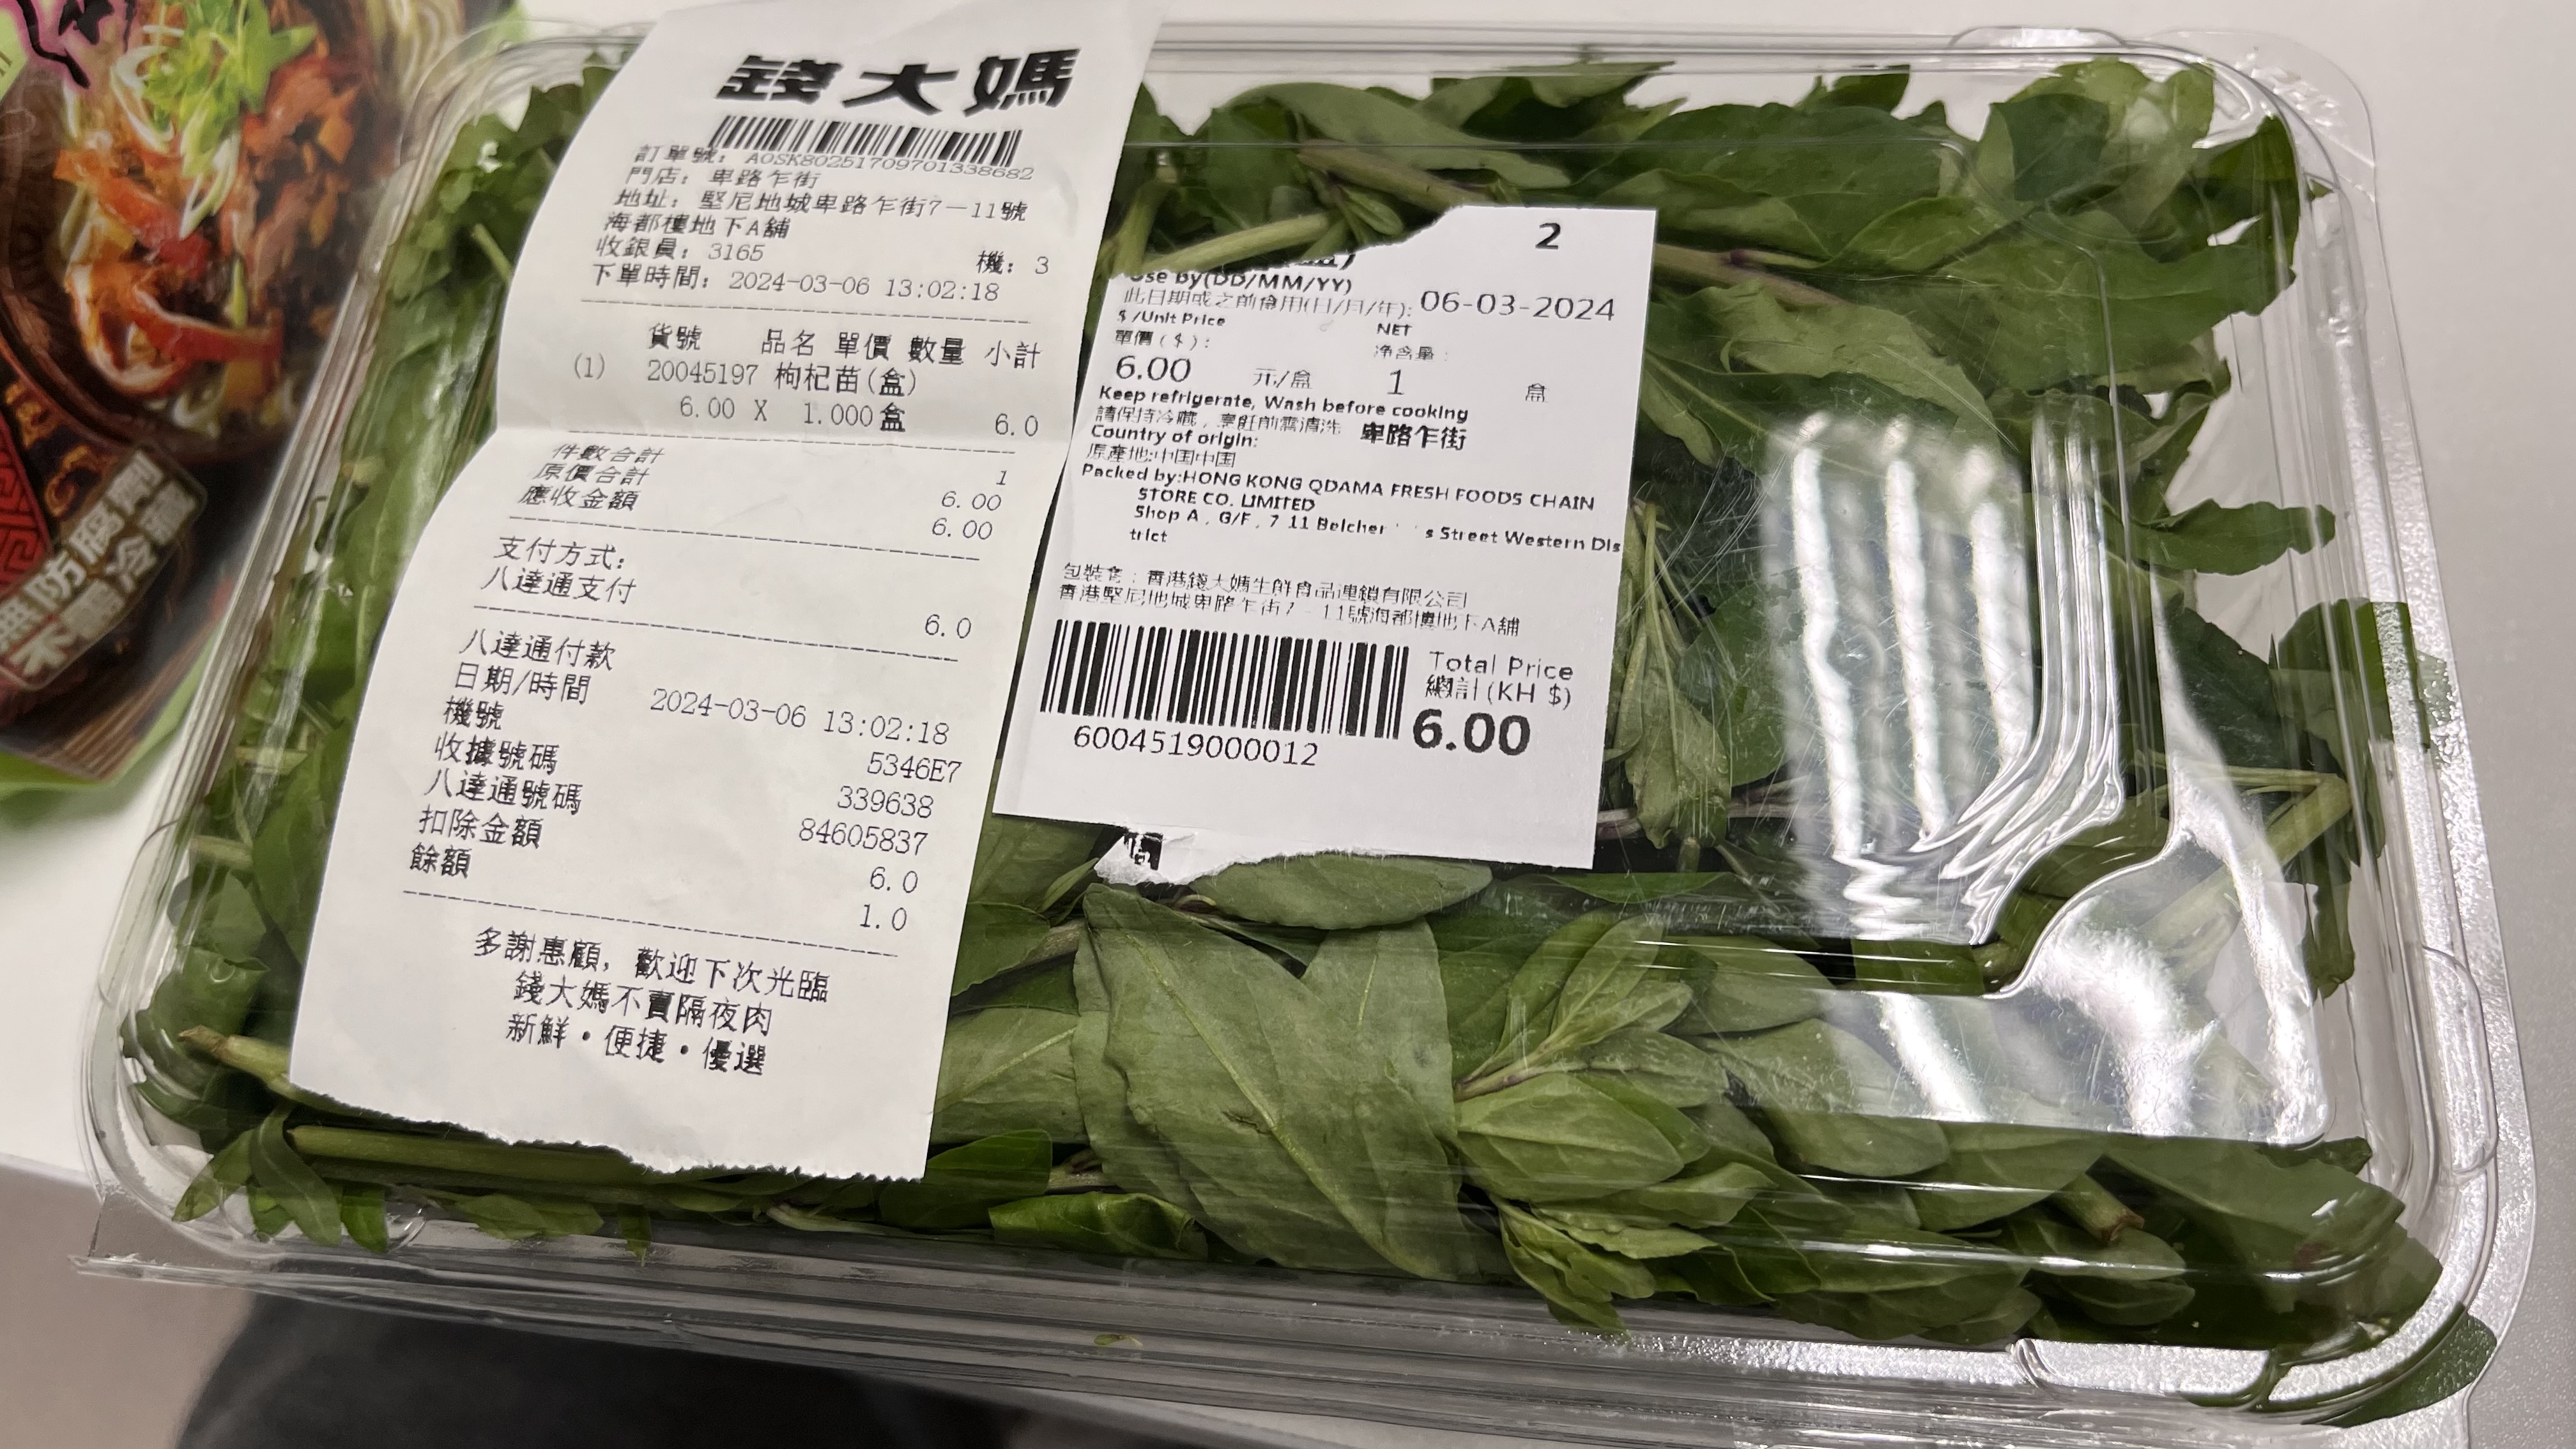 錢大媽
訂單號: A0SK80251709701338682
門店: 卑路乍街
地址: 堅尼地城卑路乍街7-11號
海都樓地下A舖
收銀員: 3165 機: 3
下單時間: 2024-03-06 13:02:18
貨號 品名 單價 數量 小計
(1) 20045197 枸杞苗(盒)
6.00 X 1.000盒 6.0
件數合計 1
原價合計 6.00
應收金額 6.00
支付方式:
八達通支付 6.0
八達通付款
日期/時間 2024-03-06 13:02:18
機號 5346E7
收據號碼 339638
八達通號碼 84605837
扣除金額 6.0
餘額 1.0
多謝惠顧, 歡迎下次光臨
錢大媽不賣隔夜肉
新鮮·便捷·優選
2
Use by(DD/MM/YY)
此日期或之前食用(日/月/年): 06-03-2024
$/Unit Price NET
單價($): 净含量:
6.00 元/盒 1 盒
Keep refrigerate, Wash before cooking
請保持冷藏，烹飪前需清洗 卑路乍街
Country of origin:
原產地:中国中国
Packed by:HONG KONG QDAMA FRESH FOODS CHAIN
STORE CO. LIMITED
Shop A , G/F , 7 11 Belcher ' ' s Street Western Dis
trict
包裝商：香港錢大媽生鮮食品連鎖有限公司
香港堅尼地城卑路乍街7-11號海都樓地下A舖
Total Price
總計(KH $)
6004519000012 6.00
無防腐劑
不需冷藏